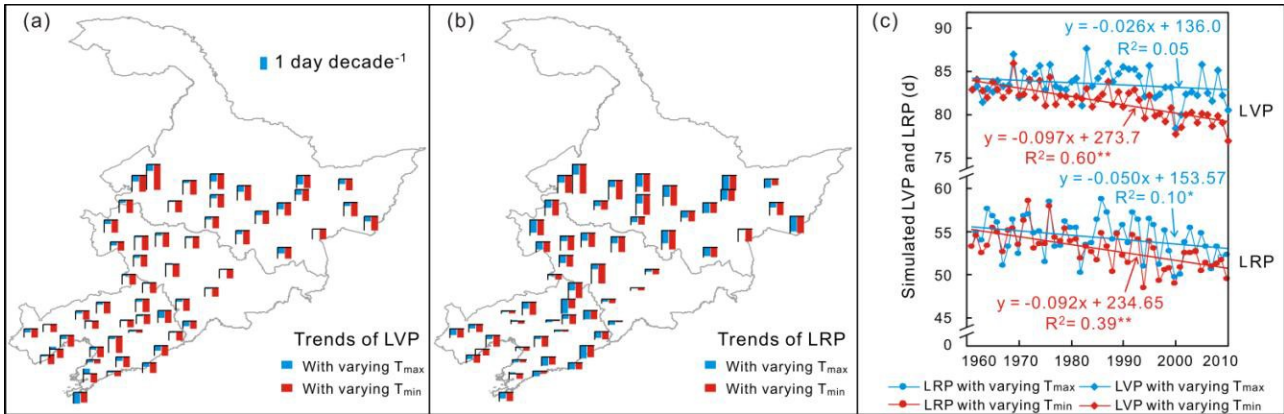 (a)
1 day decade⁻¹
Trends of LVP
With varying Tmax
With varying Tmin
(b)
Trends of LRP
With varying Tmax
With varying Tmin
(c)
Simulated LVP and LRP (d)
90
85
80
75
60
55
50
45
0
1960 1970 1980 1990 2000 2010
y = -0.026x + 136.0
R²= 0.05
LVP
y = -0.097x + 273.7
R²= 0.60**
y = -0.050x + 153.57
R²= 0.10*
LRP
y = -0.092x + 234.65
R²= 0.39**
LRP with varying Tmax
LVP with varying Tmax
LRP with varying Tmin
LVP with varying Tmin